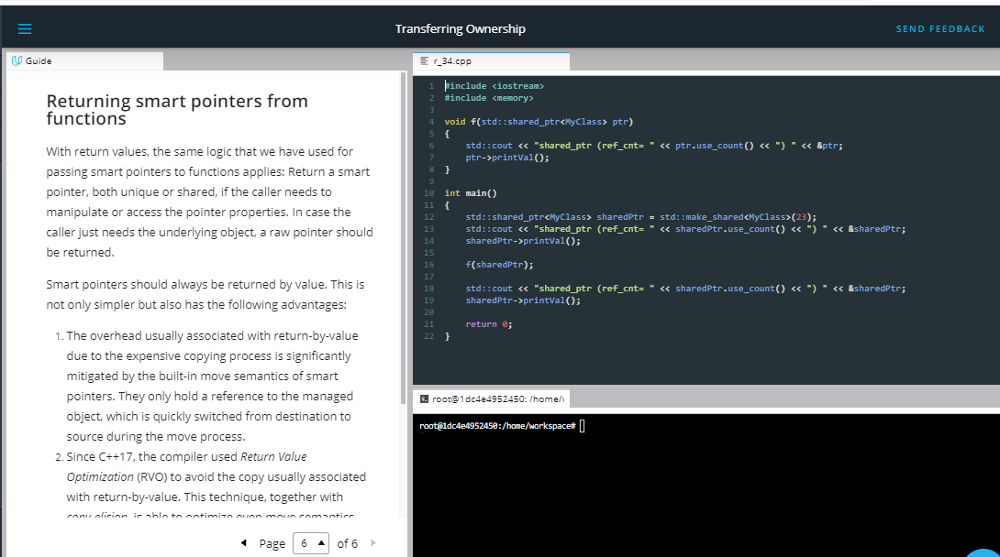 Transferring Ownership
SEND FEEDBACK
Guide
Returning smart pointers from
functions
With return values, the same logic that we have used for
passing smart pointers to functions applies: Return a smart
pointer, both unique or shared, if the caller needs to
manipulate or access the pointer properties. In case the
caller just needs the underlying object, a raw pointer should
be returned.
Smart pointers should always be returned by value. This is
not only simpler but also has the following advantages:
1. The overhead usually associated with return-by-value
due to the expensive copying process is significantly
mitigated by the built-in move semantics of smart
pointers. They only hold a reference to the managed
object, which is quickly switched from destination to
source during the move process.
2. Since C++17, the compiler used Return Value
Optimization (RVO) to avoid the copy usually associated
with return-by-value. This technique, together with
copy elision, is able to optimize even move semantics
Page 6 of 6
r_34.cpp
1 #include <iostream>
2 #include <memory>
3
4 void f(std::shared_ptr<MyClass> ptr)
5 {
6 std::cout << "shared_ptr (ref_cnt= " << ptr.use_count() << ") " << &ptr;
7 ptr->printVal();
8 }
9
10 int main()
11 {
12 std::shared_ptr<MyClass> sharedPtr = std::make_shared<MyClass>(23);
13 std::cout << "shared_ptr (ref_cnt= " << sharedPtr.use_count() << ") " << &sharedPtr;
14 sharedPtr->printVal();
15
16 f(sharedPtr);
17
18 std::cout << "shared_ptr (ref_cnt= " << sharedPtr.use_count() << ") " << &sharedPtr;
19 sharedPtr->printVal();
20
21 return 0;
22 }
root@1dc4e4952450: /home/
root@1dc4e4952450:/home/workspace#